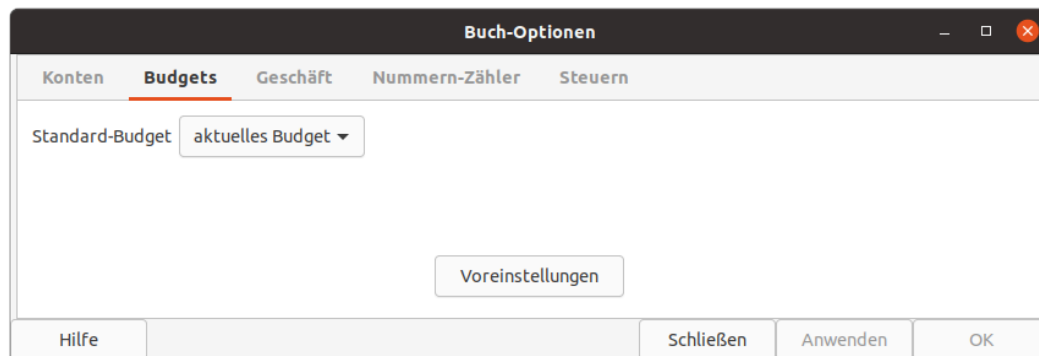 Buch-Optionen
Konten Budgets Geschäft Nummern-Zähler Steuern
Standard-Budget aktuelles Budget
Voreinstellungen
Hilfe Schließen Anwenden OK